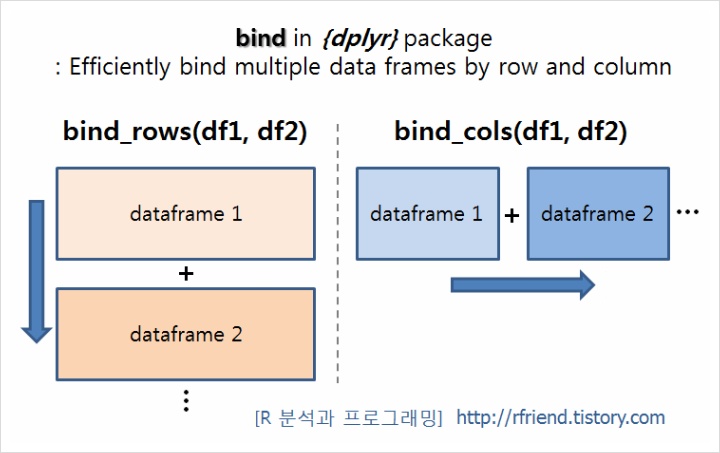 bind in {dplyr} package
: Efficiently bind multiple data frames by row and column
bind_rows(df1, df2)
dataframe 1
+
dataframe 2
⋮
bind_cols(df1, df2)
dataframe 1 + dataframe 2 ⋯
[R 분석과 프로그래밍] http://rfriend.tistory.com